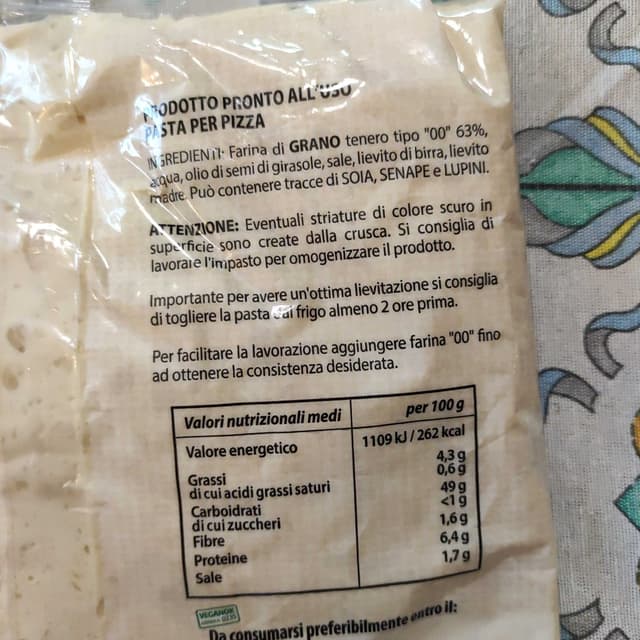 PRODOTTO PRONTO ALL'USO
PASTA PER PIZZA
INGREDIENTI: Farina di GRANO tenero tipo "00" 63%,
acqua, olio di semi di girasole, sale, lievito di birra, lievito
madre. Può contenere tracce di SOIA, SENAPE e LUPINI.
ATTENZIONE: Eventuali striature di colore scuro in
superficie sono create dalla crusca. Si consiglia di
lavorare l'impasto per omogenizzare il prodotto.
Importante per avere un'ottima lievitazione si consiglia
di togliere la pasta dal frigo almeno 2 ore prima.
Per facilitare la lavorazione aggiungere farina "00" fino
ad ottenere la consistenza desiderata.
Valori nutrizionali medi per 100 g
Valore energetico 1109 kJ / 262 kcal
Grassi 4,3 g
di cui acidi grassi saturi 0,6 g
Carboidrati 49 g
di cui zuccheri <1 g
Fibre 1,6 g
Proteine 6,4 g
Sale 1,7 g
VEGANOK
Da consumarsi preferibilmente entro il: